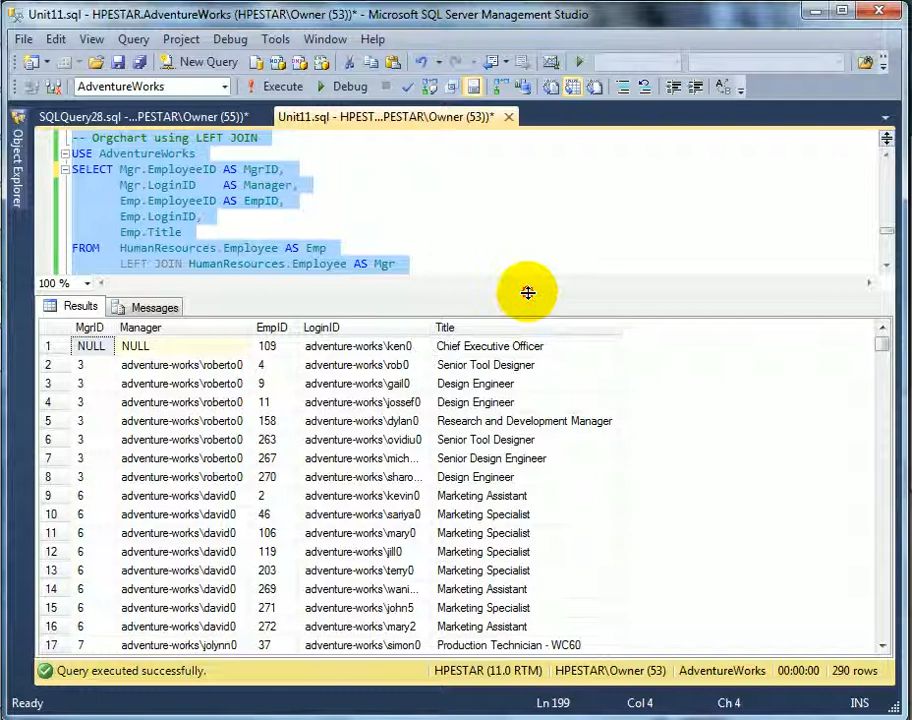 Unit11.sql - HPESTAR.AdventureWorks (HPESTAR\Owner (53))* - Microsoft SQL Server Management Studio
File Edit View Query Project Debug Tools Window Help
New Query
AdventureWorks Execute Debug
SQLQuery28.sql -...PESTAR\Owner (55))* Unit11.sql - HPEST...PESTAR\Owner (53))*
Object Explorer
-- Orgchart using LEFT JOIN
USE AdventureWorks
SELECT Mgr.EmployeeID AS MgrID,
Mgr.LoginID AS Manager,
Emp.EmployeeID AS EmpID,
Emp.LoginID,
Emp.Title
FROM HumanResources.Employee AS Emp
LEFT JOIN HumanResources.Employee AS Mgr
100 %
Results Messages
MgrID Manager EmpID LoginID Title
1 NULL NULL 109 adventure-works\ken0 Chief Executive Officer
2 3 adventure-works\roberto0 4 adventure-works\rob0 Senior Tool Designer
3 3 adventure-works\roberto0 9 adventure-works\gail0 Design Engineer
4 3 adventure-works\roberto0 11 adventure-works\jossef0 Design Engineer
5 3 adventure-works\roberto0 158 adventure-works\dylan0 Research and Development Manager
6 3 adventure-works\roberto0 263 adventure-works\ovidiu0 Senior Tool Designer
7 3 adventure-works\roberto0 267 adventure-works\mich... Senior Design Engineer
8 3 adventure-works\roberto0 270 adventure-works\sharo... Design Engineer
9 6 adventure-works\david0 2 adventure-works\kevin0 Marketing Assistant
10 6 adventure-works\david0 46 adventure-works\sariya0 Marketing Specialist
11 6 adventure-works\david0 106 adventure-works\mary0 Marketing Specialist
12 6 adventure-works\david0 119 adventure-works\jill0 Marketing Specialist
13 6 adventure-works\david0 203 adventure-works\terry0 Marketing Specialist
14 6 adventure-works\david0 269 adventure-works\wani... Marketing Assistant
15 6 adventure-works\david0 271 adventure-works\john5 Marketing Specialist
16 6 adventure-works\david0 272 adventure-works\mary2 Marketing Assistant
17 7 adventure-works\jolynn0 37 adventure-works\simon0 Production Technician - WC60
Query executed successfully. HPESTAR (11.0 RTM) HPESTAR\Owner (53) AdventureWorks 00:00:00 290 rows
Ready Ln 199 Col 4 Ch 4 INS